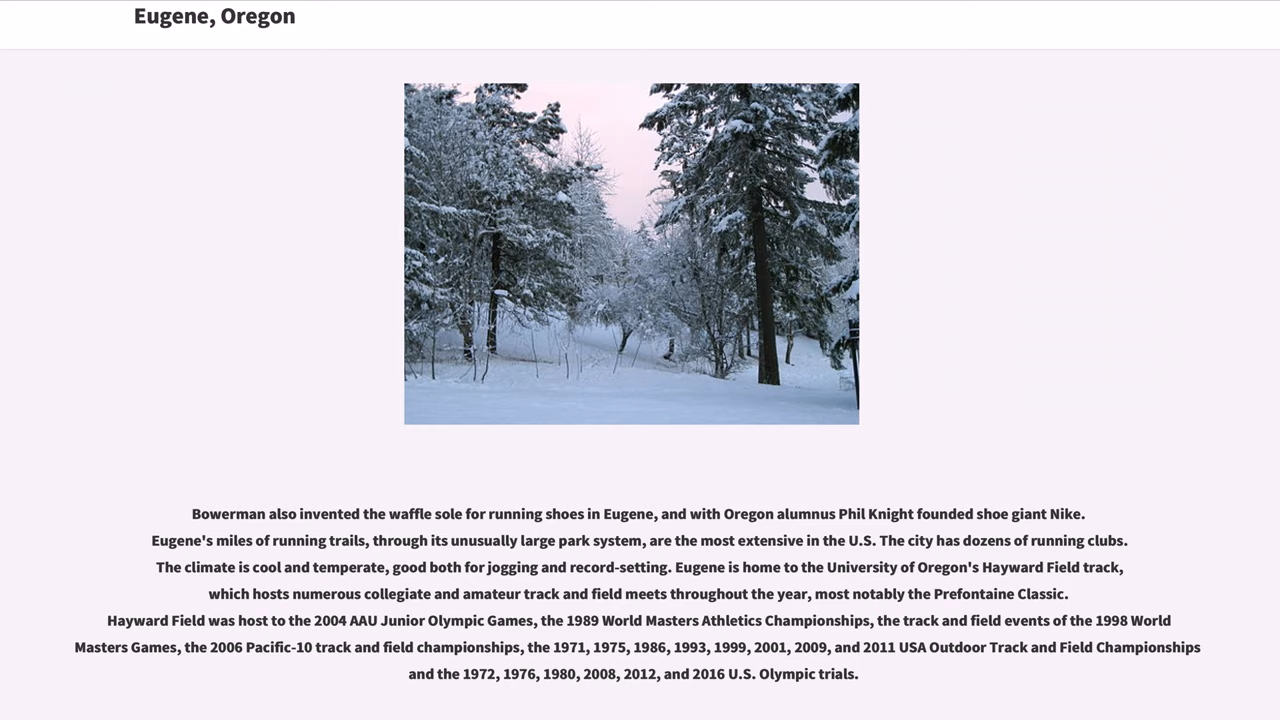 Eugene, Oregon
Bowerman also invented the waffle sole for running shoes in Eugene, and with Oregon alumnus Phil Knight founded shoe giant Nike.
Eugene's miles of running trails, through its unusually large park system, are the most extensive in the U.S. The city has dozens of running clubs.
The climate is cool and temperate, good both for jogging and record-setting. Eugene is home to the University of Oregon's Hayward Field track,
which hosts numerous collegiate and amateur track and field meets throughout the year, most notably the Prefontaine Classic.
Hayward Field was host to the 2004 AAU Junior Olympic Games, the 1989 World Masters Athletics Championships, the track and field events of the 1998 World
Masters Games, the 2006 Pacific-10 track and field championships, the 1971, 1975, 1986, 1993, 1999, 2001, 2009, and 2011 USA Outdoor Track and Field Championships
and the 1972, 1976, 1980, 2008, 2012, and 2016 U.S. Olympic trials.